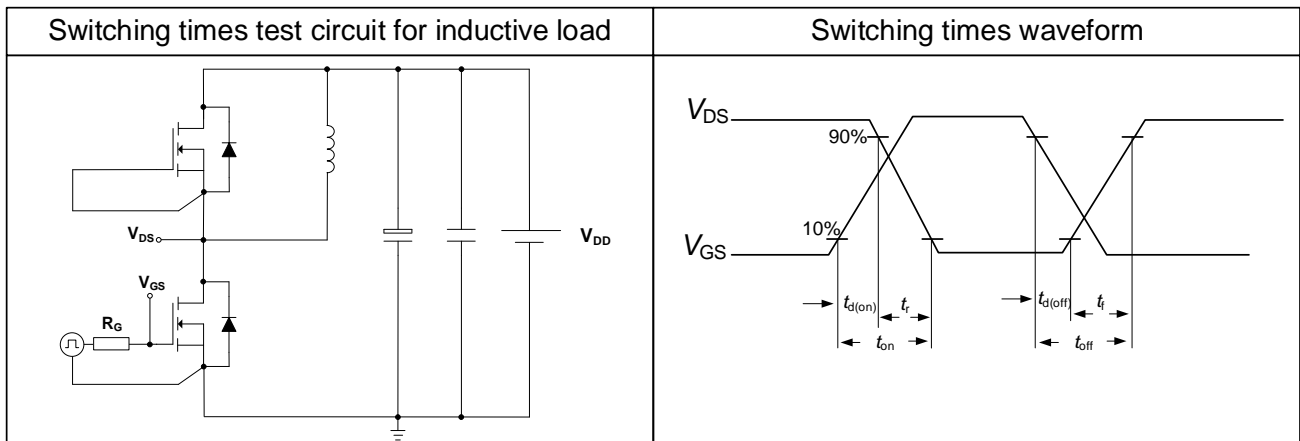 Switching times test circuit for inductive load
Switching times waveform
VDS
VGS
RG
VDD
VDS
90%
10%
VGS
td(on)
tr
td(off)
tf
ton
toff